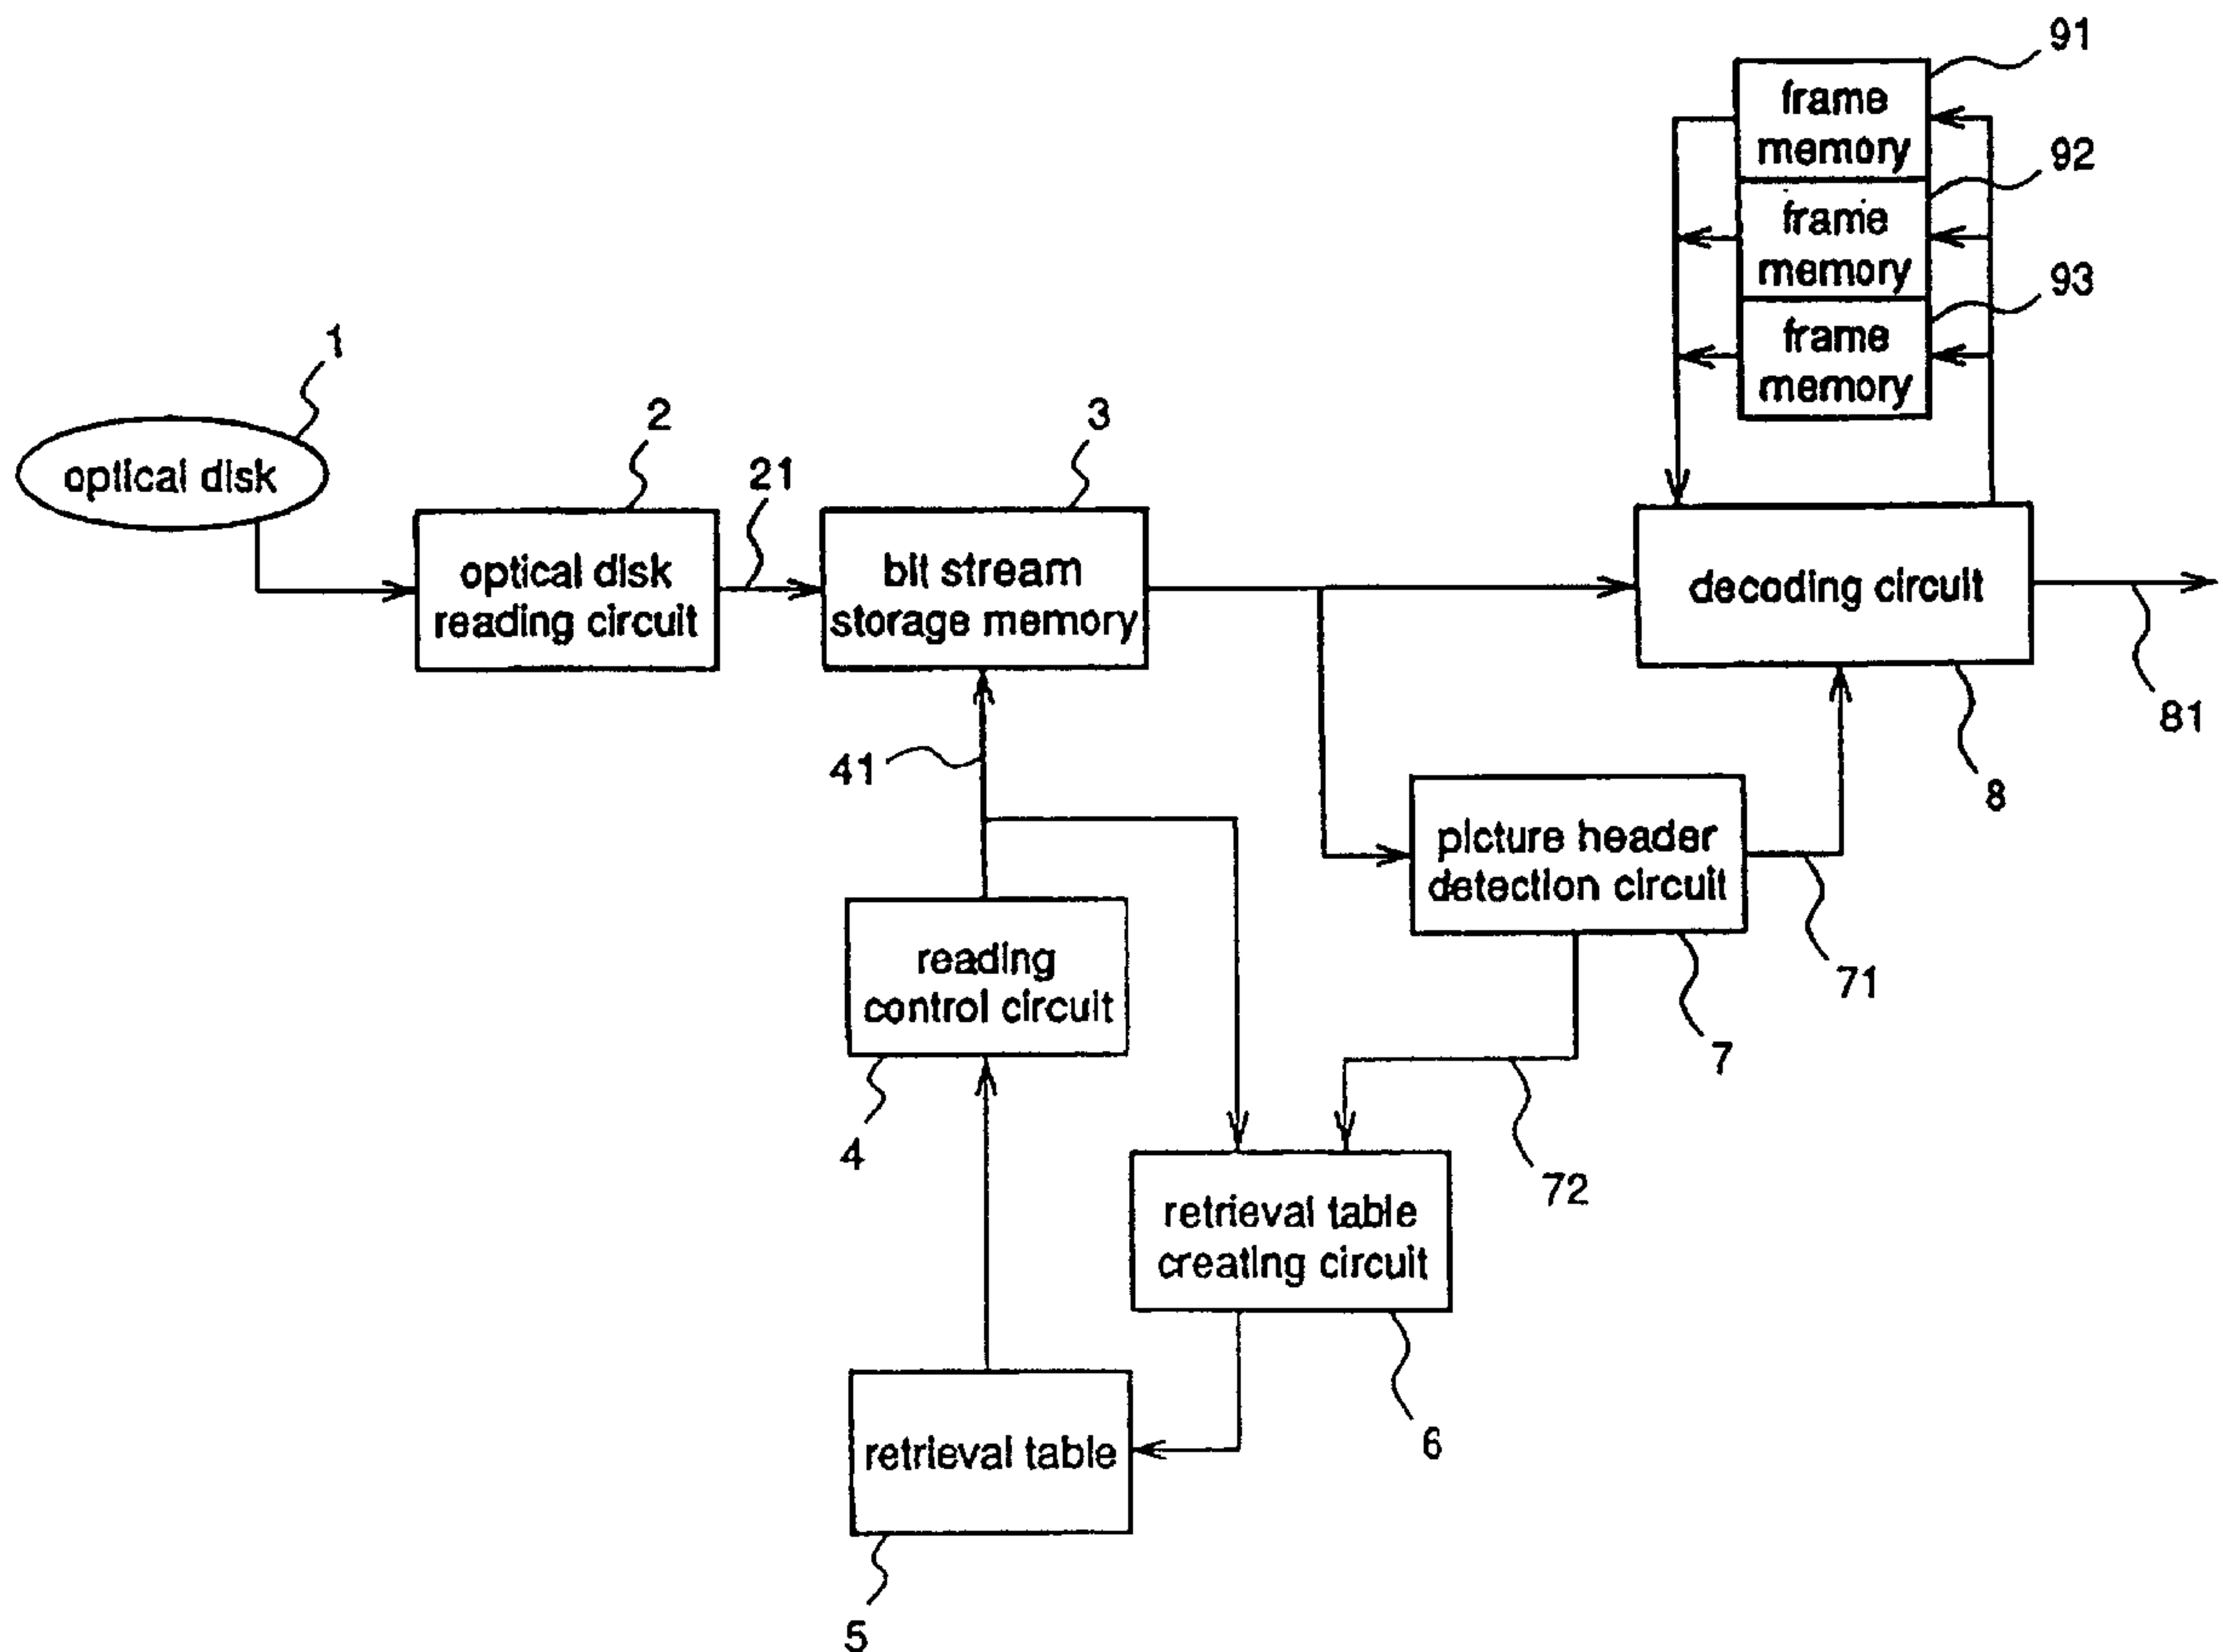 91
frame
memory
92
frame
memory
93
frame
memory
1
optical disk
2
21
3
optical disk
reading circuit
bit stream
storage memory
decoding circuit
81
41
8
picture header
detection circuit
71
reading
control circuit
7
4
72
retrieval table
creating circuit
6
retrieval table
5